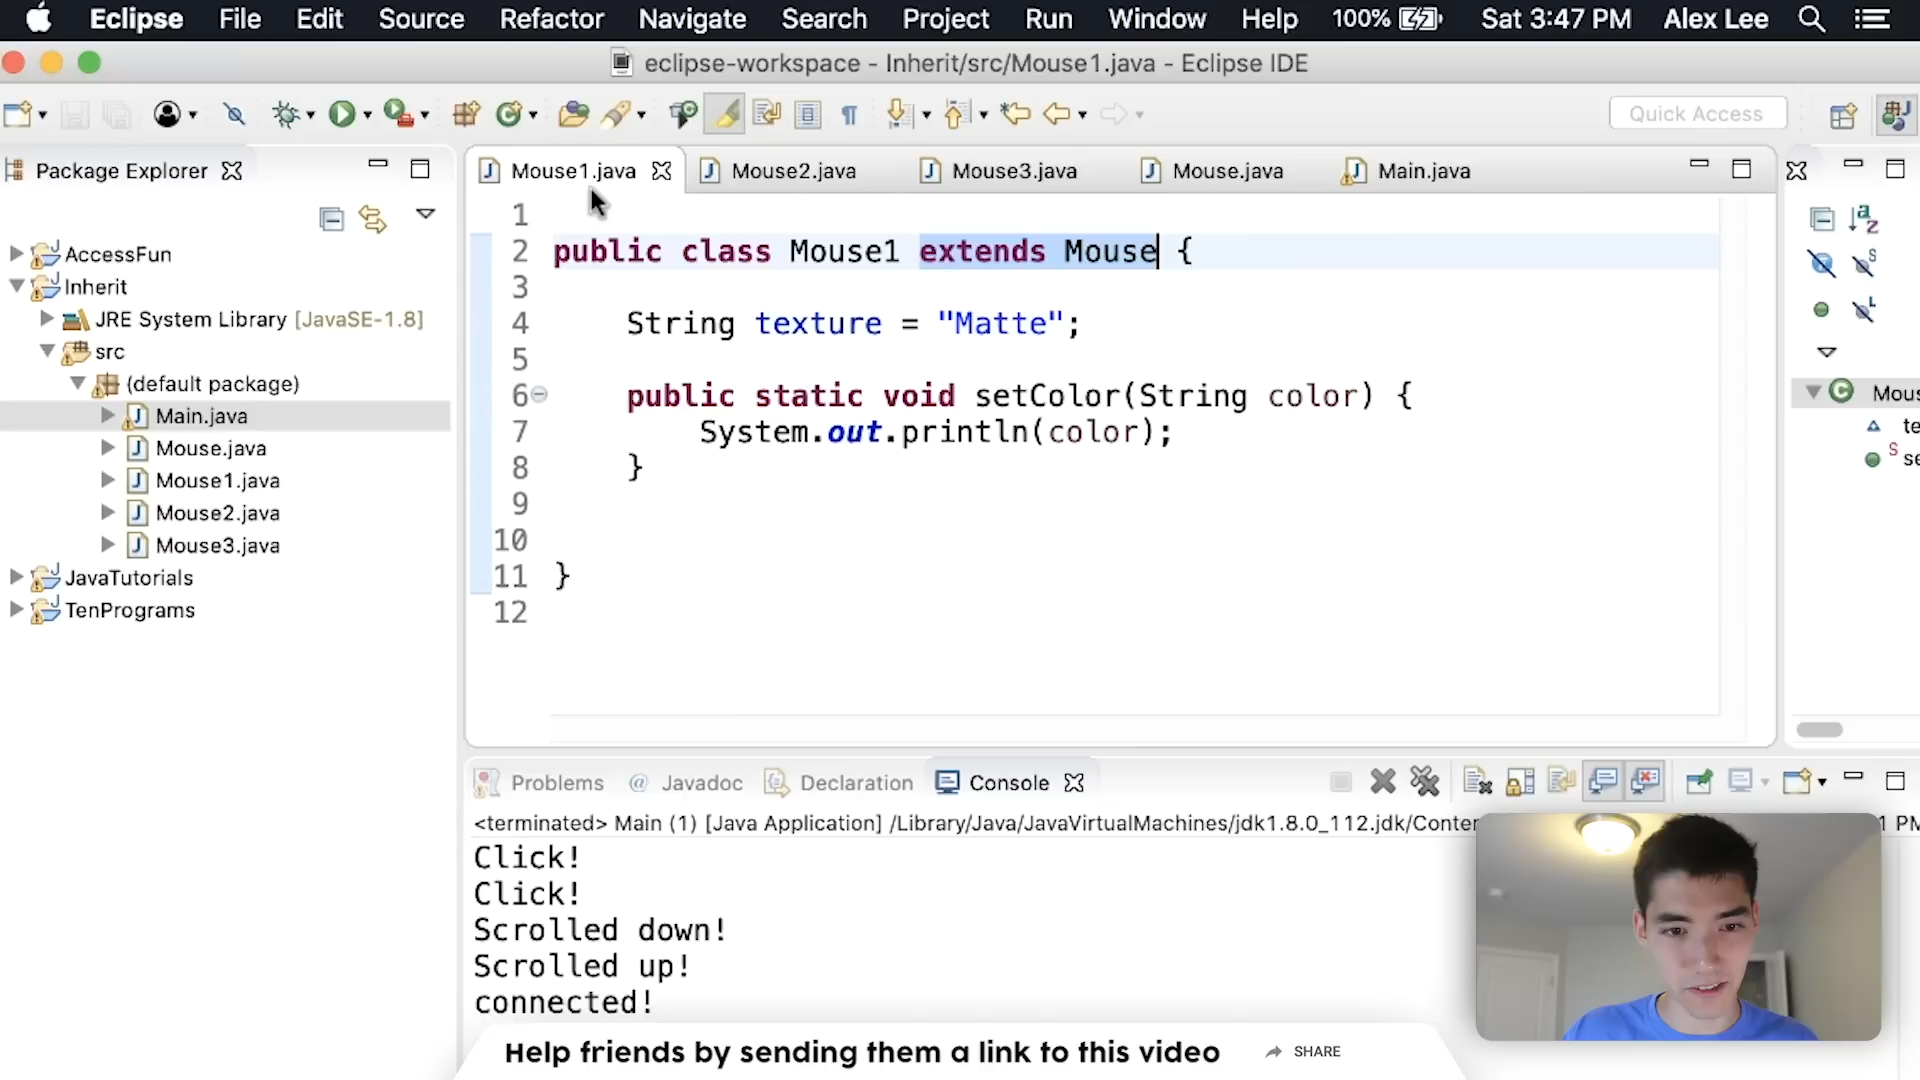 Eclipse File Edit Source Refactor Navigate Search Project Run Window Help 100% Sat 3:47 PM Alex Lee
eclipse-workspace - Inherit/src/Mouse1.java - Eclipse IDE
Quick Access
Package Explorer
Mouse1.java Mouse2.java Mouse3.java Mouse.java Main.java
AccessFun
Inherit
JRE System Library [JavaSE-1.8]
src
(default package)
Main.java
Mouse.java
Mouse1.java
Mouse2.java
Mouse3.java
JavaTutorials
TenPrograms
1
2 public class Mouse1 extends Mouse {
3
4 String texture = "Matte";
5
6 public static void setColor(String color) {
7 System.out.println(color);
8 }
9
10
11 }
12
Mous
te
se
Problems Javadoc Declaration Console
<terminated> Main (1) [Java Application] /Library/Java/JavaVirtualMachines/jdk1.8.0_112.jdk/Conter
1 PM
Click!
Click!
Scrolled down!
Scrolled up!
connected!
Help friends by sending them a link to this video SHARE